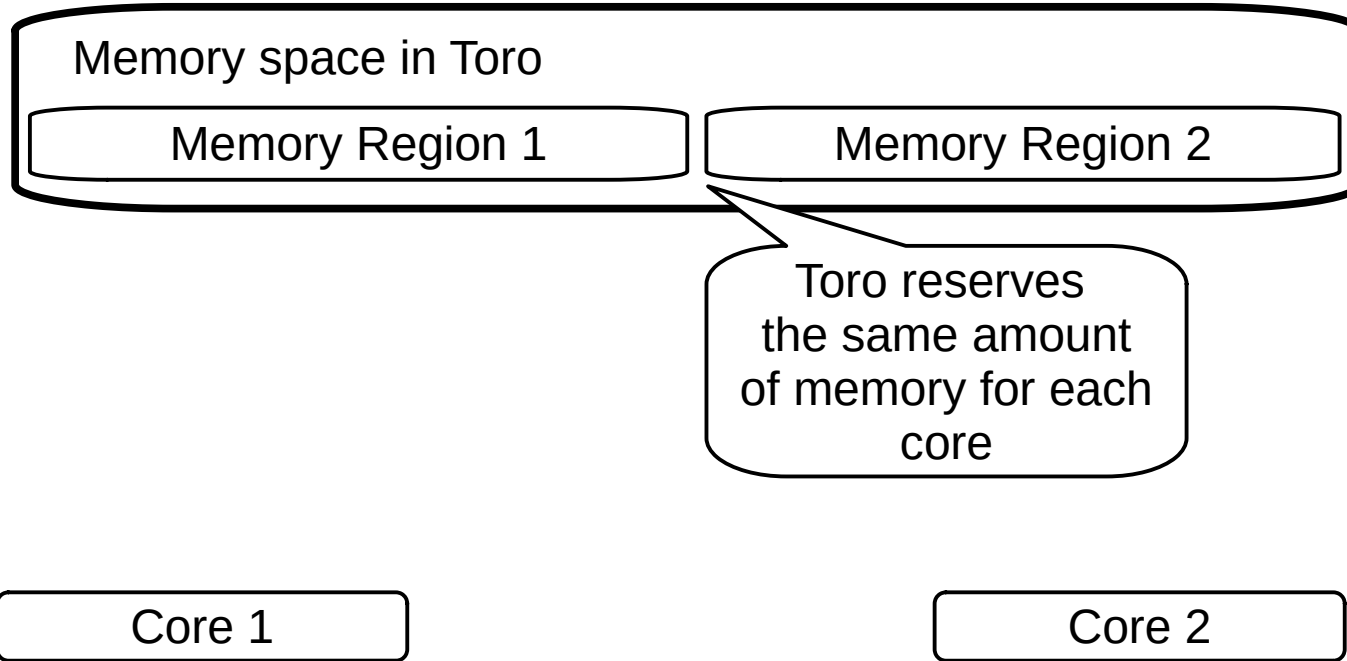 Memory space in Toro
Memory Region 1
Memory Region 2
Toro reserves
the same amount
of memory for each
core
Core 1
Core 2